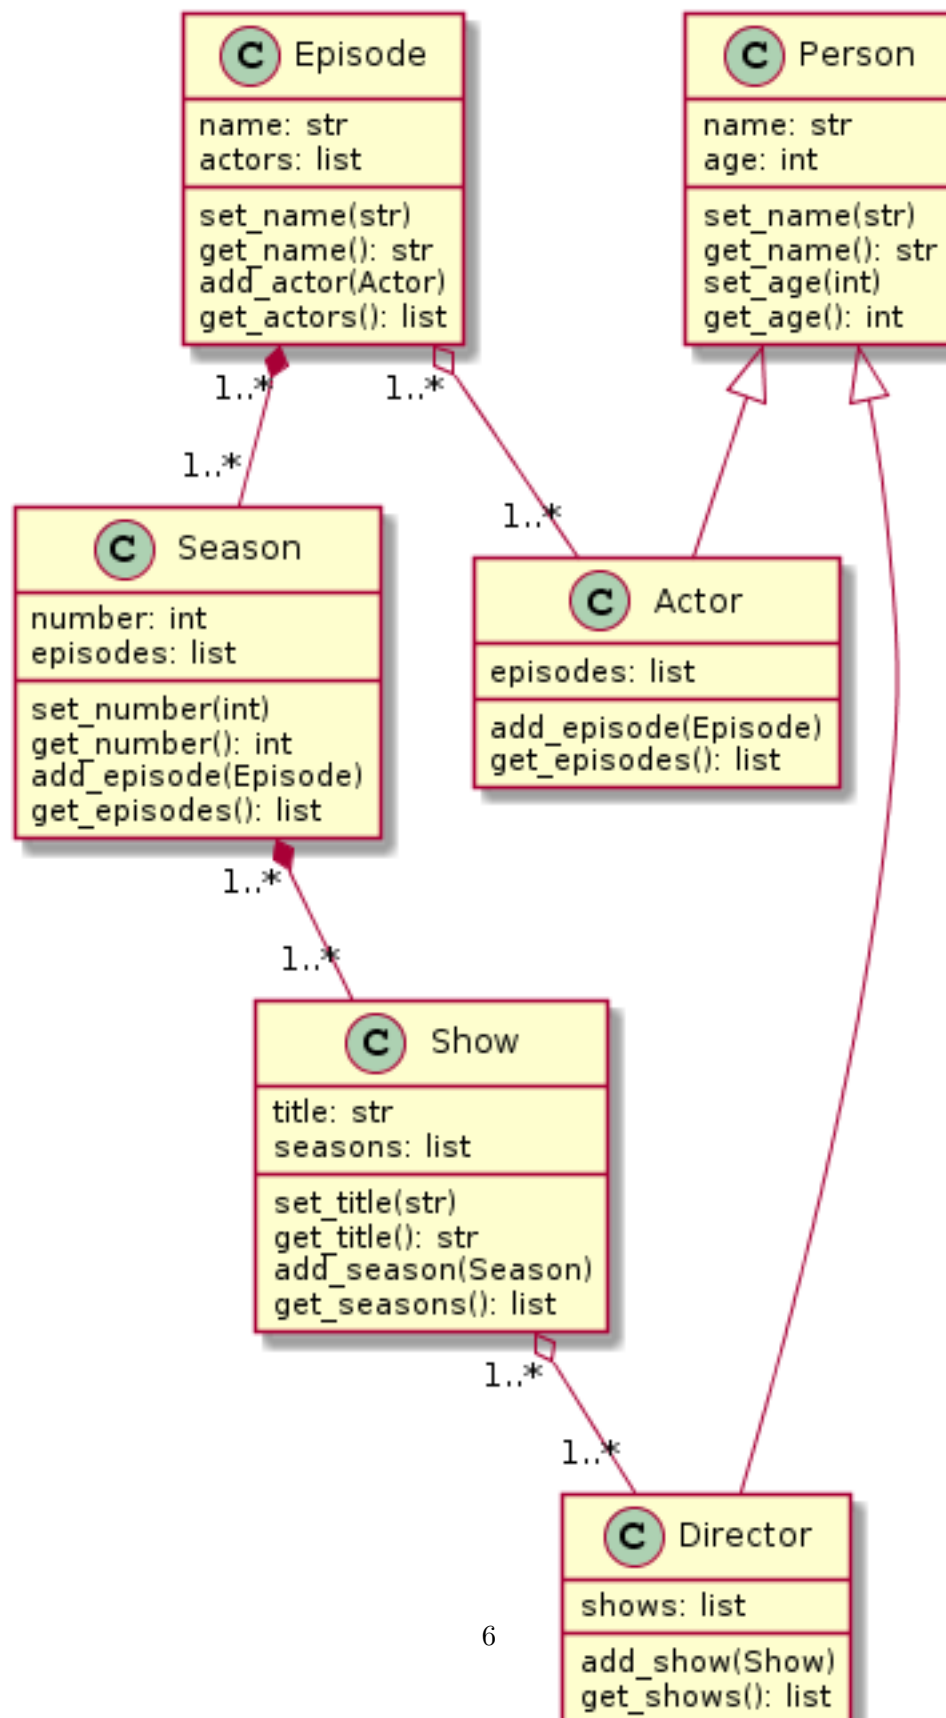 C Episode
name: str
actors: list
set_name(str)
get_name(): str
add_actor(Actor)
get_actors(): list
C Person
name: str
age: int
set_name(str)
get_name(): str
set_age(int)
get_age(): int
1..*
1..*
1..*
1..*
C Season
number: int
episodes: list
set_number(int)
get_number(): int
add_episode(Episode)
get_episodes(): list
C Actor
episodes: list
add_episode(Episode)
get_episodes(): list
1..*
1..*
C Show
title: str
seasons: list
set_title(str)
get_title(): str
add_season(Season)
get_seasons(): list
1..*
1..*
C Director
shows: list
add_show(Show)
get_shows(): list
6